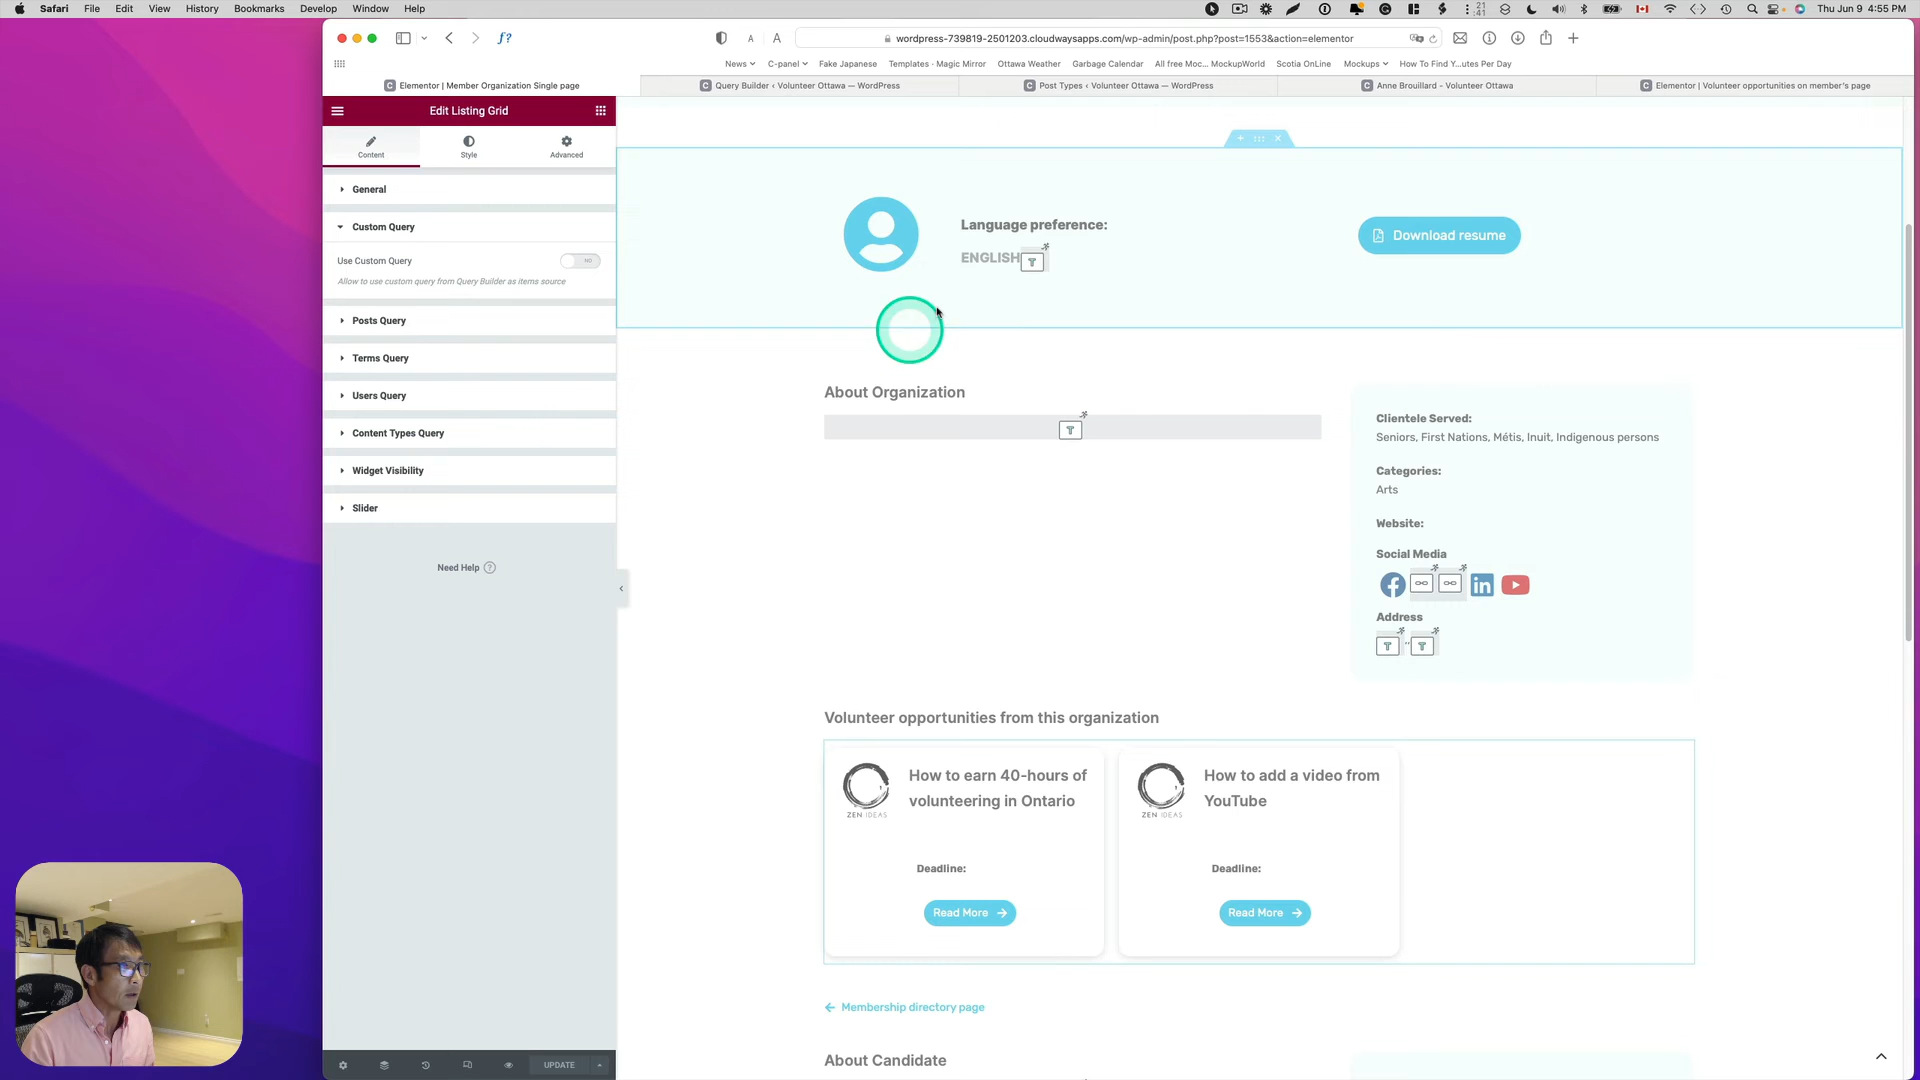 Safari File Edit View History Bookmarks Develop Window Help
21
41
Thu Jun 9 4:55 PM
f?
A A
wordpress-739819-2501203.cloudwaysapps.com/wp-admin/post.php?post=1553&action=elementor
News C-panel Fake Japanese Templates · Magic Mirror Ottawa Weather Garbage Calendar All free Moc... MockupWorld Scotia OnLine Mockups How To Find Y...utes Per Day
C Elementor | Member Organization Single page
C Query Builder ‹ Volunteer Ottawa — WordPress
C Post Types ‹ Volunteer Ottawa — WordPress
C Anne Brouillard - Volunteer Ottawa
C Elementor | Volunteer opportunities on member's page
Edit Listing Grid
Content Style Advanced
General
Custom Query
Use Custom Query NO
Allow to use custom query from Query Builder as items source
Posts Query
Terms Query
Users Query
Content Types Query
Widget Visibility
Slider
Need Help ?
UPDATE
Language preference:
ENGLISH T
Download resume
About Organization
T
Clientele Served:
Seniors, First Nations, Métis, Inuit, Indigenous persons
Categories:
Arts
Website:
Social Media
in
Address
T T
Volunteer opportunities from this organization
ZEN IDEAS
How to earn 40-hours of
volunteering in Ontario
Deadline:
Read More
ZEN IDEAS
How to add a video from
YouTube
Deadline:
Read More
Membership directory page
About Candidate